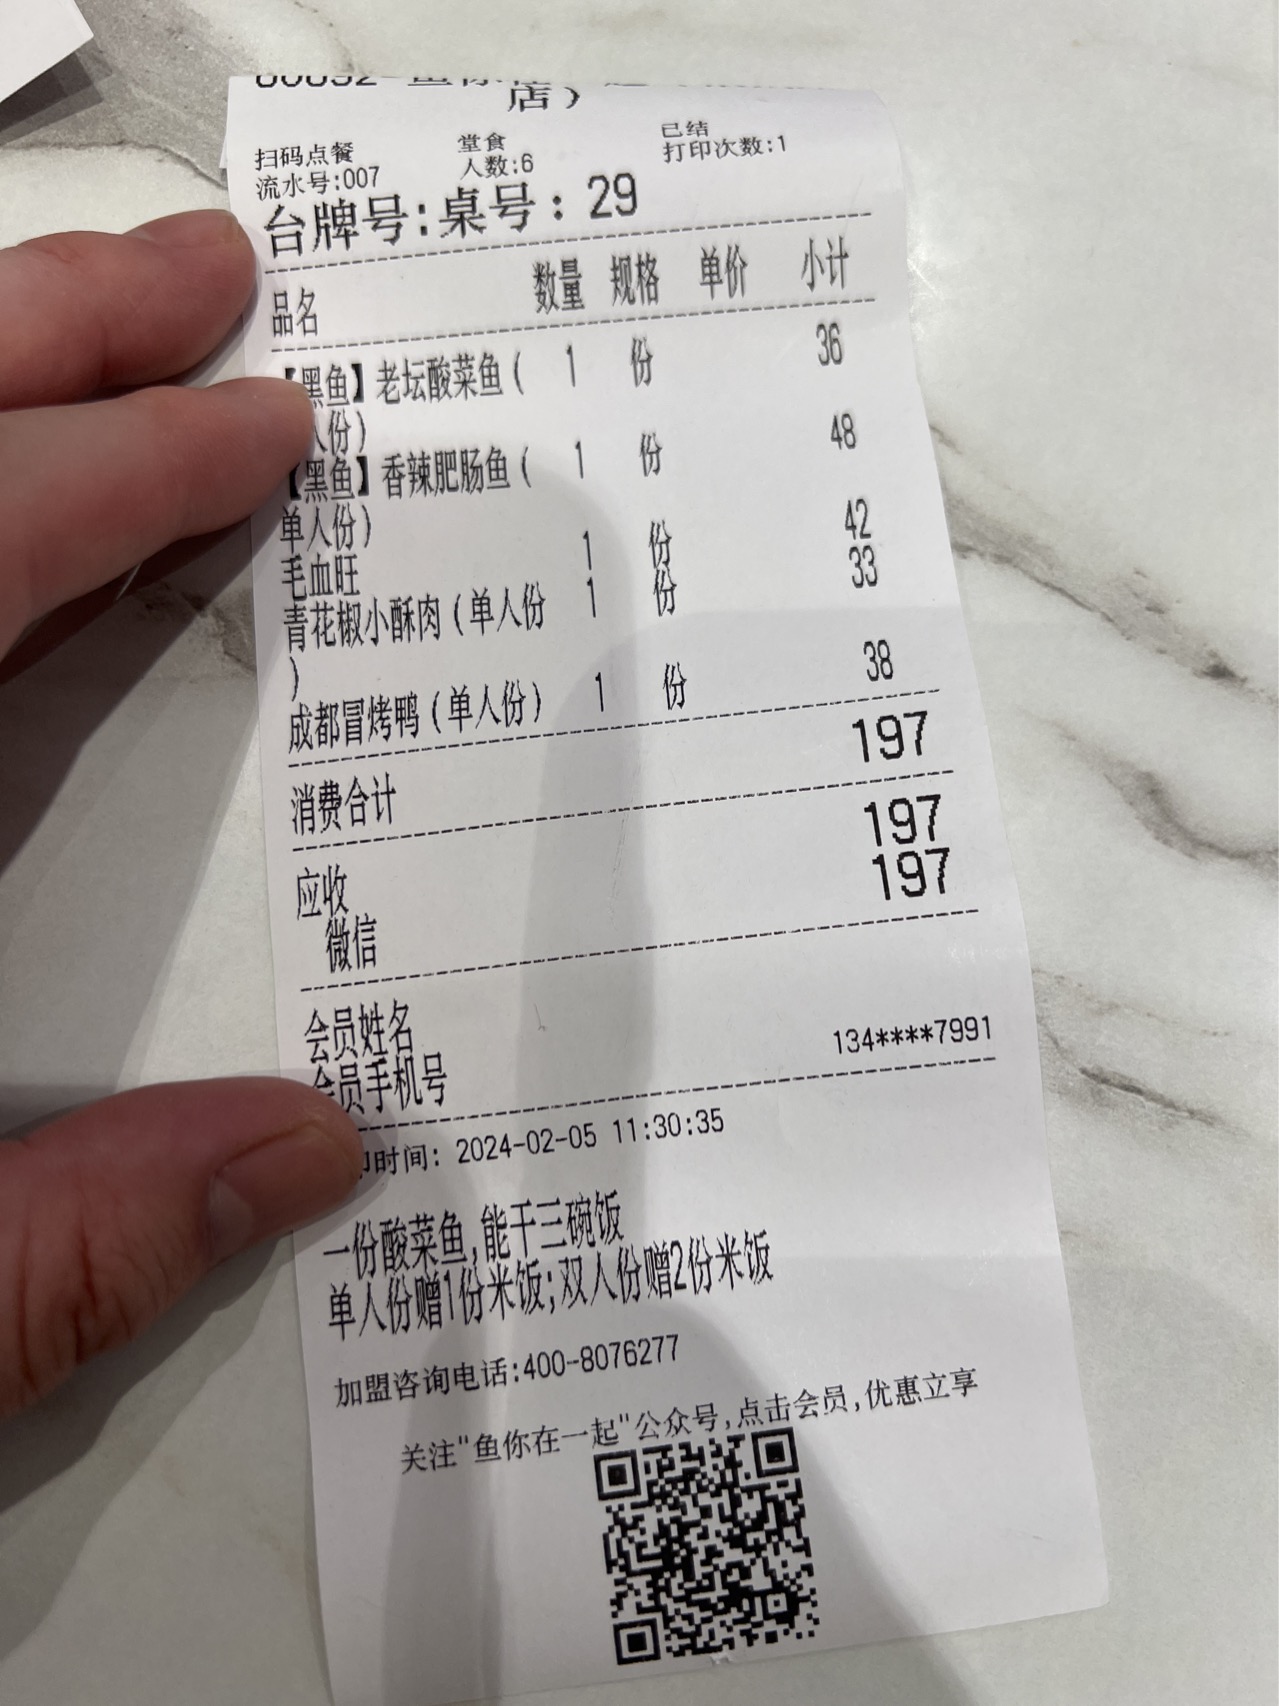 店）
扫码点餐 堂食 已结
流水号:007 人数:6 打印次数:1
台牌号:桌号：29
品名 数量 规格 单价 小计
【黑鱼】老坛酸菜鱼( 1 份 36
人份)
【黑鱼】香辣肥肠鱼( 1 份 48
单人份)
毛血旺 1 份 42
青花椒小酥肉(单人份 1 份 33
)
成都冒烤鸭(单人份) 1 份 38
消费合计 197
应收 197
微信 197
会员姓名
会员手机号 134****7991
印时间: 2024-02-05 11:30:35
一份酸菜鱼,能干三碗饭
单人份赠1份米饭;双人份赠2份米饭
加盟咨询电话:400-8076277
关注"鱼你在一起"公众号,点击会员,优惠立享